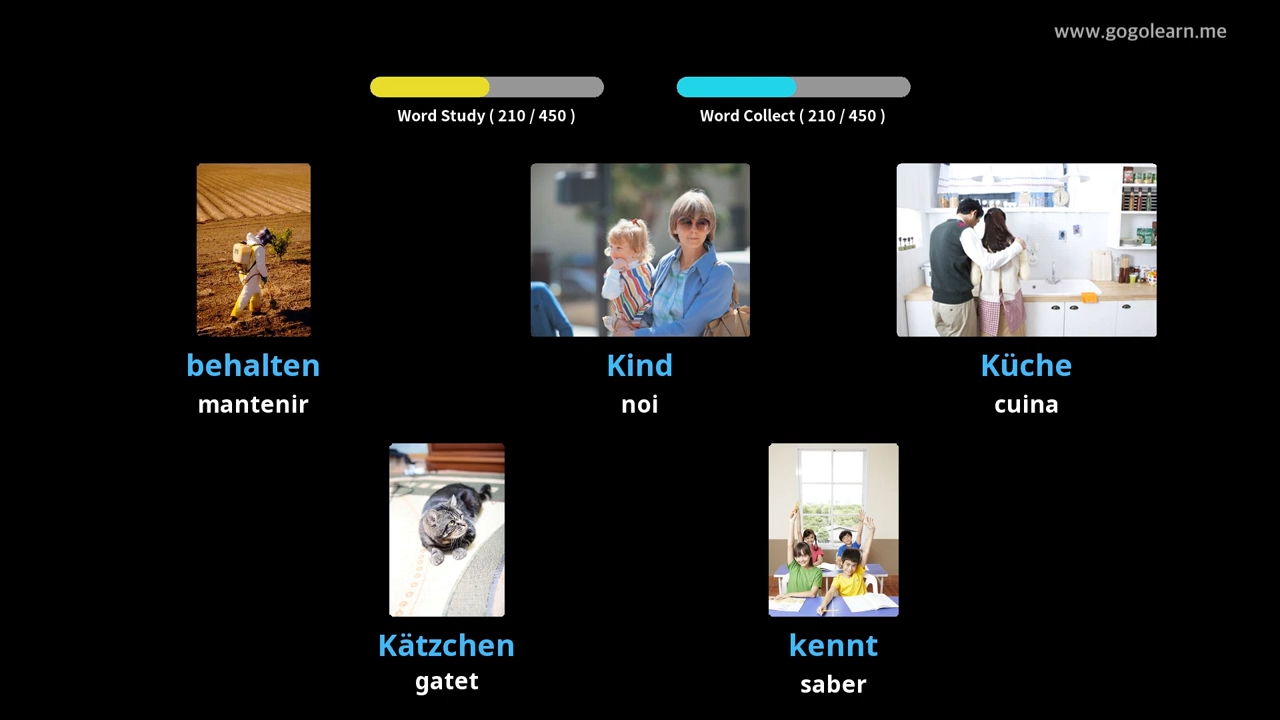 www.gogolearn.me
Word Study ( 210 / 450 )
Word Collect ( 210 / 450 )
behalten
mantenir
Kind
noi
Küche
cuina
Kätzchen
gatet
kennt
saber